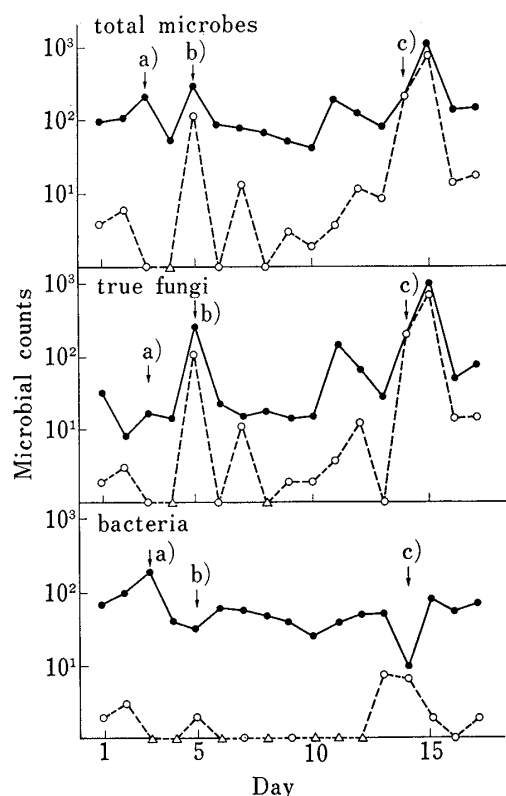 total microbes
10³
a)
b)
c)
10²
10¹
true fungi
10³
b)
c)
a)
10²
10¹
Microbial counts
bacteria
10³
a)
b)
c)
10²
10¹
1
5
10
15
Day